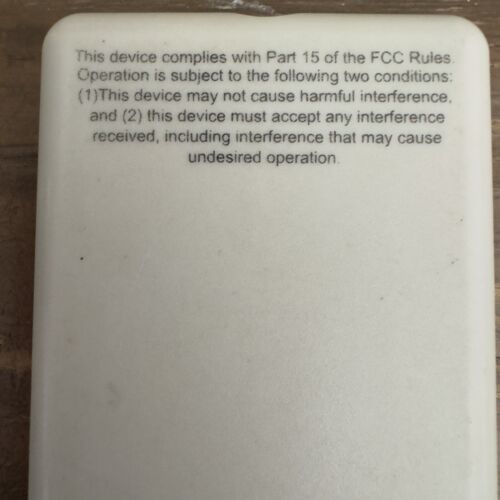 This device complies with Part 15 of the FCC Rules.
Operation is subject to the following two conditions:
(1)This device may not cause harmful interference,
and (2) this device must accept any interference
received, including interference that may cause
undesired operation.